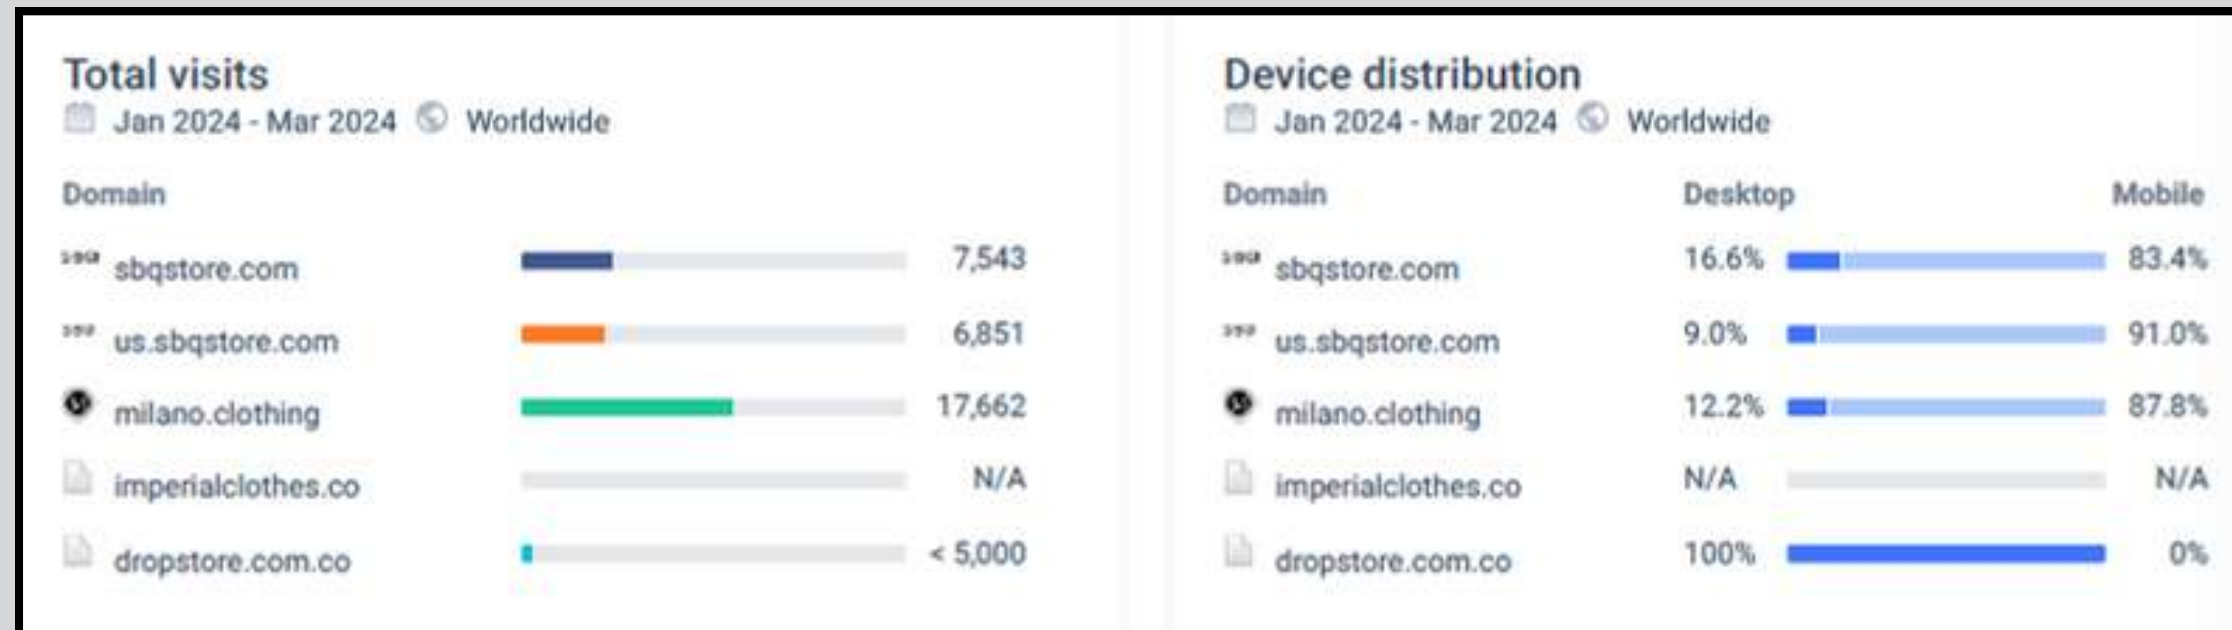 Total visits
Jan 2024 - Mar 2024 Worldwide
Domain
sbqstore.com 7,543
us.sbqstore.com 6,851
milano.clothing 17,662
imperialclothes.co N/A
dropstore.com.co < 5,000
Device distribution
Jan 2024 - Mar 2024 Worldwide
Domain Desktop Mobile
sbqstore.com 16.6% 83.4%
us.sbqstore.com 9.0% 91.0%
milano.clothing 12.2% 87.8%
imperialclothes.co N/A N/A
dropstore.com.co 100% 0%